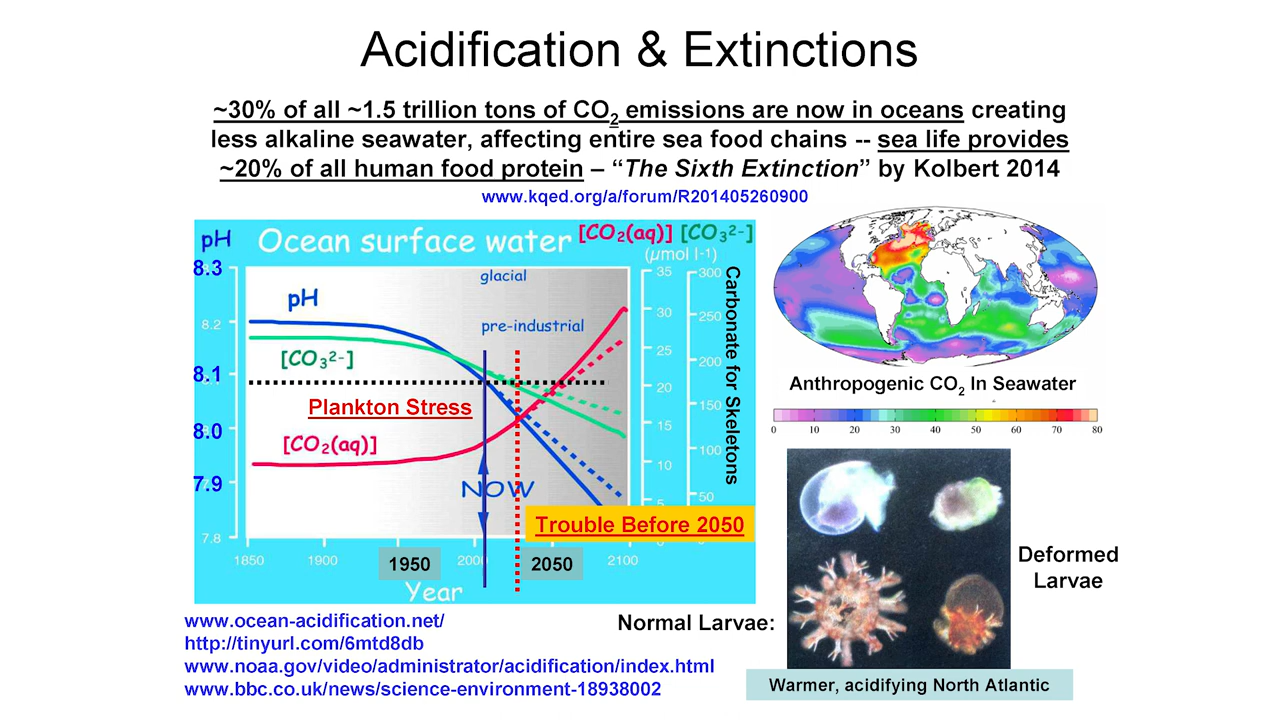 Acidification & Extinctions
~30% of all ~1.5 trillion tons of CO2 emissions are now in oceans creating
less alkaline seawater, affecting entire sea food chains -- sea life provides
~20% of all human food protein – “The Sixth Extinction” by Kolbert 2014
www.kqed.org/a/forum/R201405260900
pH Ocean surface water [CO2(aq)] [CO3²⁻]
(µmol l-1)
8.3
8.2
8.1
8.0
7.9
7.8
glacial
pH
pre-industrial
[CO3²⁻]
Plankton Stress
[CO2(aq)]
NOW
Trouble Before 2050
35
30
25
20
15
10
5
300
250
200
150
100
50
Carbonate for Skeletons
1850 1900 1950 2000 2050 2100
Year
Anthropogenic CO2 In Seawater
0 10 20 30 40 50 60 70 80
Deformed
Larvae
Normal Larvae:
Warmer, acidifying North Atlantic
www.ocean-acidification.net/
http://tinyurl.com/6mtd8db
www.noaa.gov/video/administrator/acidification/index.html
www.bbc.co.uk/news/science-environment-18938002